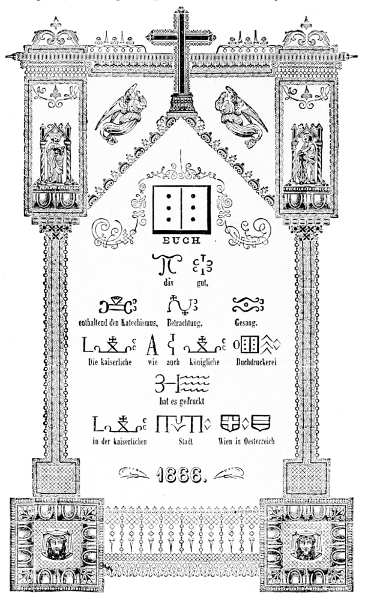 BUCH
das gut,
enthaltend den Katechismus, Betrachtung, Gesang.
Die kaiserliche wie auch königliche Buchdruckerei
hat es gedruckt
in der kaiserlichen Stadt Wien in Oesterreich
1866.